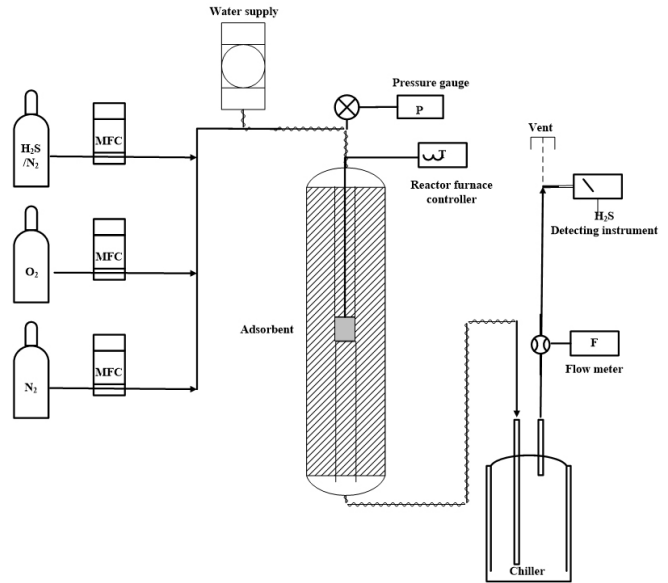 Water supply
Pressure gauge
P
H₂S
/N₂
MFC
Vent
T
Reactor furnace
controller
H₂S
Detecting instrument
O₂
MFC
Adsorbent
F
Flow meter
N₂
MFC
Chiller